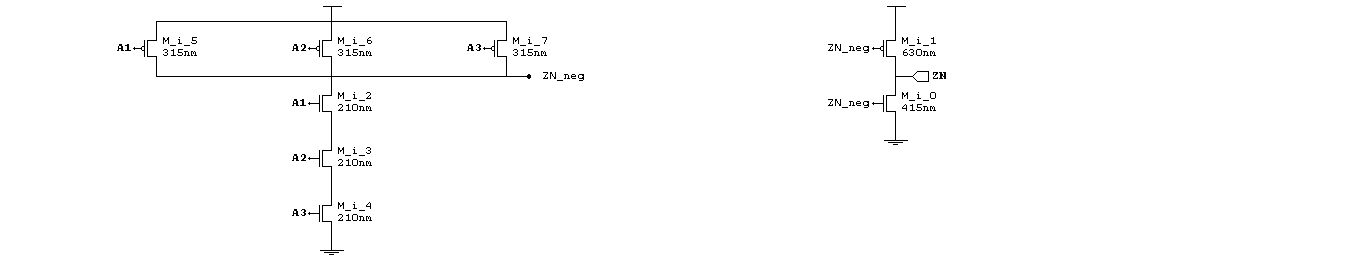 A1
M_i_5
315nm
A2
M_i_6
315nm
A3
M_i_7
315nm
ZN_neg
A1
M_i_2
210nm
A2
M_i_3
210nm
A3
M_i_4
210nm
ZN_neg
M_i_1
630nm
ZN
ZN_neg
M_i_0
415nm